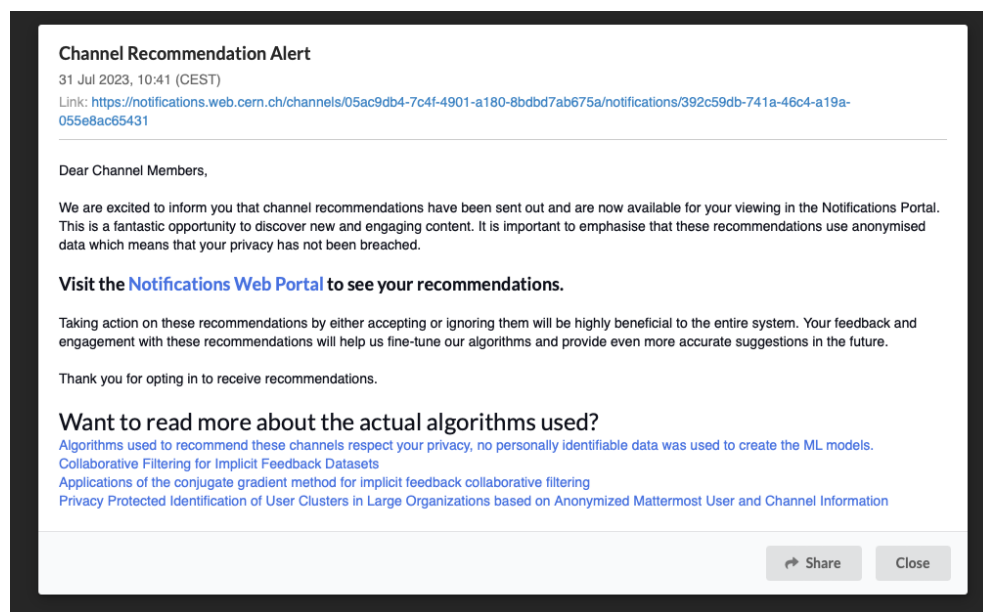 Channel Recommendation Alert
31 Jul 2023, 10:41 (CEST)
Link: https://notifications.web.cern.ch/channels/05ac9db4-7c4f-4901-a180-8bdbd7ab675a/notifications/392c59db-741a-46c4-a19a-
055e8ac65431
Dear Channel Members,
We are excited to inform you that channel recommendations have been sent out and are now available for your viewing in the Notifications Portal.
This is a fantastic opportunity to discover new and engaging content. It is important to emphasise that these recommendations use anonymised
data which means that your privacy has not been breached.
Visit the Notifications Web Portal to see your recommendations.
Taking action on these recommendations by either accepting or ignoring them will be highly beneficial to the entire system. Your feedback and
engagement with these recommendations will help us fine-tune our algorithms and provide even more accurate suggestions in the future.
Thank you for opting in to receive recommendations.
Want to read more about the actual algorithms used?
Algorithms used to recommend these channels respect your privacy, no personally identifiable data was used to create the ML models.
Collaborative Filtering for Implicit Feedback Datasets
Applications of the conjugate gradient method for implicit feedback collaborative filtering
Privacy Protected Identification of User Clusters in Large Organizations based on Anonymized Mattermost User and Channel Information
Share
Close